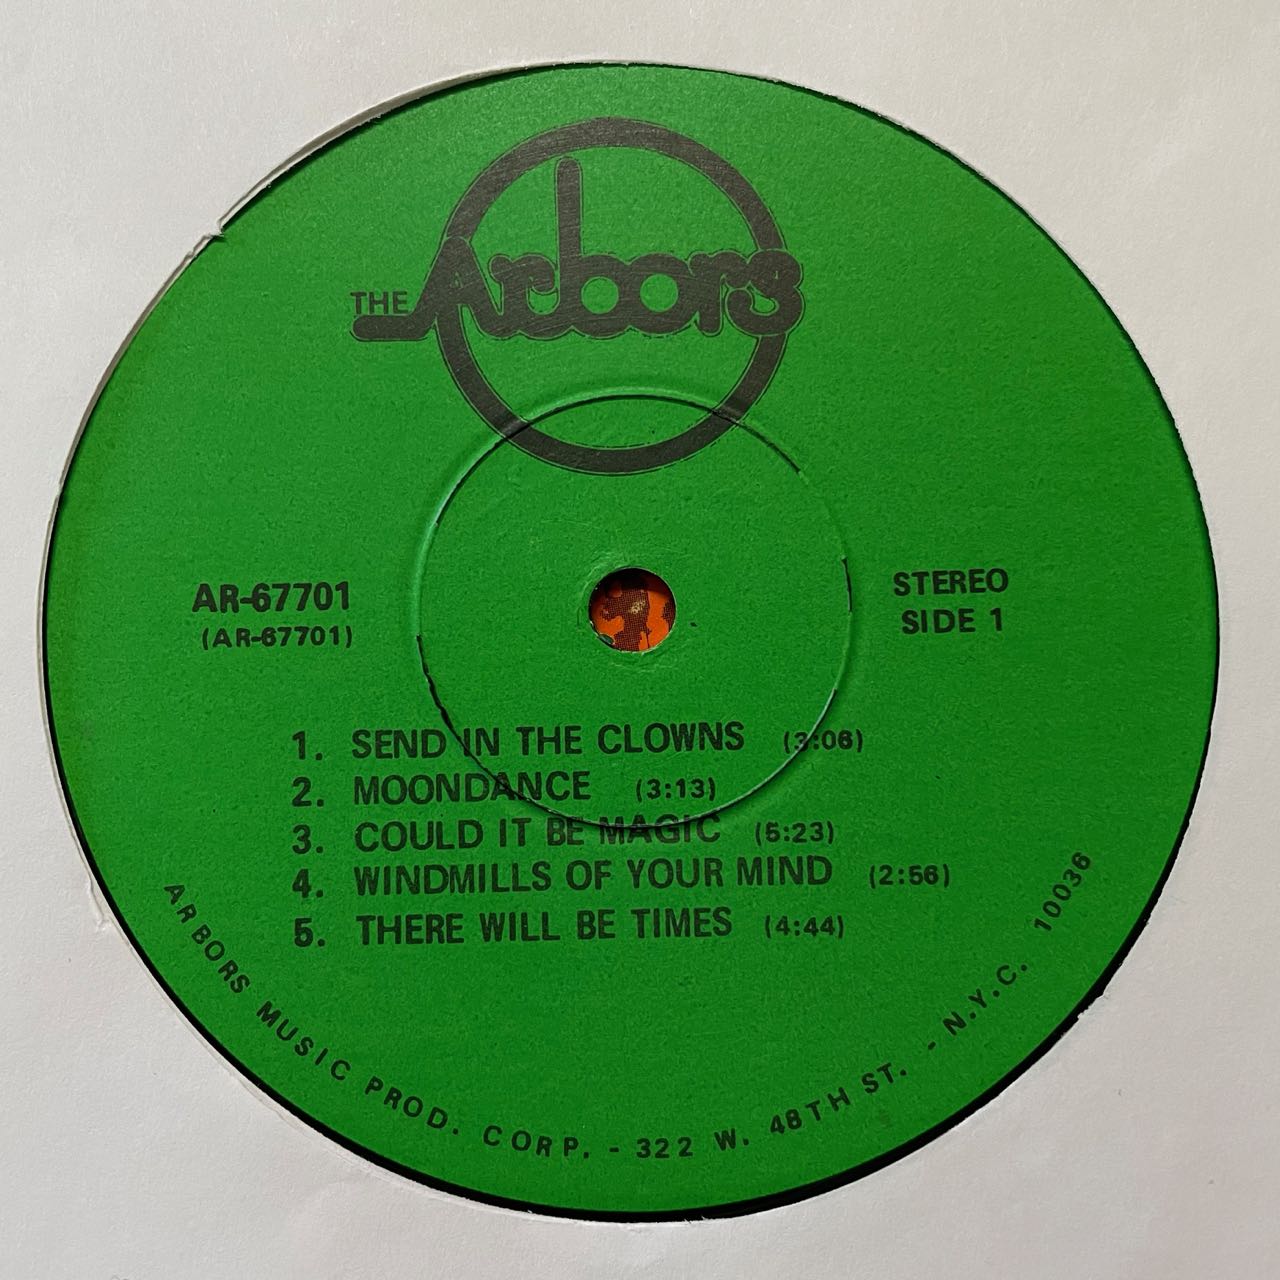 THE Arbors
AR-67701
(AR-67701)
STEREO
SIDE 1
1. SEND IN THE CLOWNS (3:06)
2. MOONDANCE (3:13)
3. COULD IT BE MAGIC (5:23)
4. WINDMILLS OF YOUR MIND (2:56)
5. THERE WILL BE TIMES (4:44)
ARBORS MUSIC PROD. CORP. - 322 W. 48TH ST. - N.Y.C. 10036